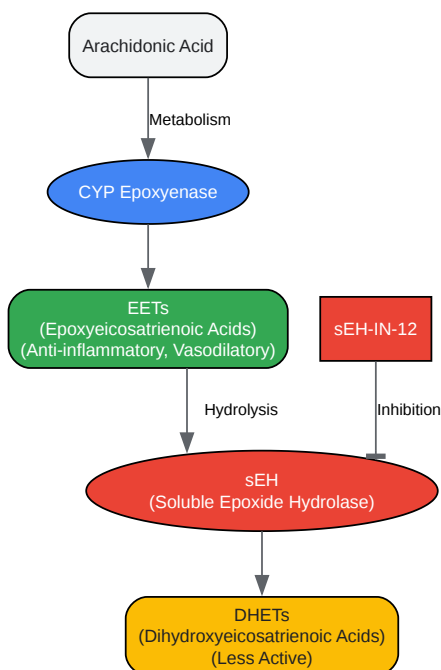 Arachidonic Acid
Metabolism
CYP Epoxyenase
EETs
(Epoxyeicosatrienoic Acids)
(Anti-inflammatory, Vasodilatory)
sEH-IN-12
Hydrolysis
Inhibition
sEH
(Soluble Epoxide Hydrolase)
DHETs
(Dihydroxyeicosatrienoic Acids)
(Less Active)